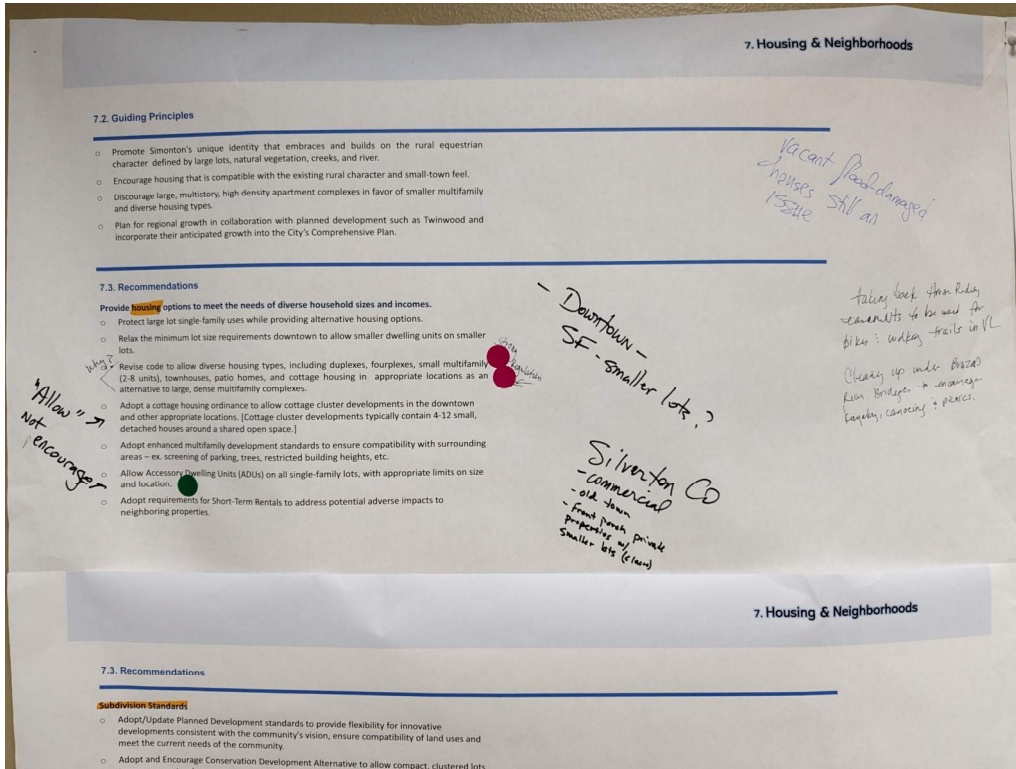 7. Housing & Neighborhoods
7.2. Guiding Principles
o Promote Simonton's unique identity that embraces and builds on the rural equestrian
character defined by large lots, natural vegetation, creeks, and river.
o Encourage housing that is compatible with the existing rural character and small-town feel.
o Discourage large, multistory, high density apartment complexes in favor of smaller multifamily
and diverse housing types.
o Plan for regional growth in collaboration with planned development such as Twinwood and
incorporate their anticipated growth into the City's Comprehensive Plan.
Vacant flood-damaged
houses still an
issue
7.3. Recommendations
Provide housing options to meet the needs of diverse household sizes and incomes.
o Protect large lot single-family uses while providing alternative housing options.
o Relax the minimum lot size requirements downtown to allow smaller dwelling units on smaller
lots.
Why?
o Revise code to allow diverse housing types, including duplexes, fourplexes, small multifamily
(2-8 units), townhouses, patio homes, and cottage housing in appropriate locations as an
alternative to large, dense multifamily complexes.
regulation
"Allow"
Not
encourage
o Adopt a cottage housing ordinance to allow cottage cluster developments in the downtown
and other appropriate locations. [Cottage cluster developments typically contain 4-12 small,
detached houses around a shared open space.]
o Adopt enhanced multifamily development standards to ensure compatibility with surrounding
areas – ex. screening of parking, trees, restricted building heights, etc.
o Allow Accessory Dwelling Units (ADUs) on all single-family lots, with appropriate limits on size
and location.
o Adopt requirements for Short-Term Rentals to address potential adverse impacts to
neighboring properties.
- Downtown -
SF - smaller lots.?
Silverton Co
- commercial
- old town
- Front porch private
properties w/
smaller lots
taking back Horse Riding
easements to be used for
bikes & walking trails in VL
Cleaning up under Brazos
River Bridges to encourage
kayaking, canoeing & picnics.
7. Housing & Neighborhoods
7.3. Recommendations
Subdivision Standards
o Adopt/Update Planned Development standards to provide flexibility for innovative
developments consistent with the community's vision, ensure compatibility of land uses and
meet the current needs of the community.
o Adopt and Encourage Conservation Development Alternative to allow compact, clustered lots